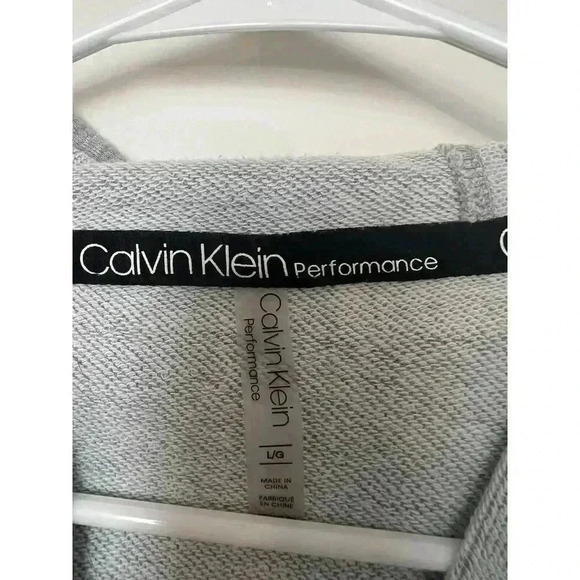 Calvin Klein Performance C
Calvin Klein
Performance
L/G
MADE IN
CHINA
FABRIQUÉ
EN CHINE